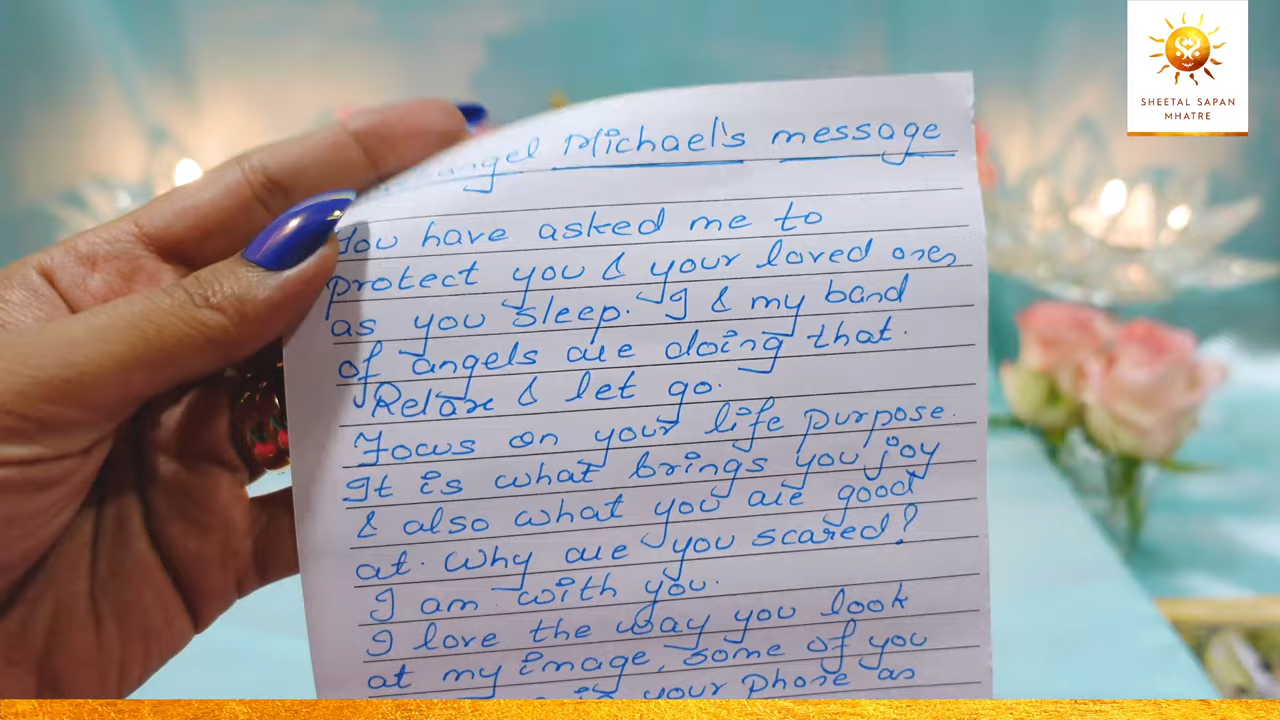 SHEETAL SAPAN
MHATRE
angel Michael's message
You have asked me to
protect you & your loved ones
as you sleep. I & my band
of angels are doing that.
Relax & let go.
Focus on your life purpose.
It is what brings you joy
& also what you are good
at. Why are you scared?
I am with you.
I love the way you look
at my image, some of you
your phone as